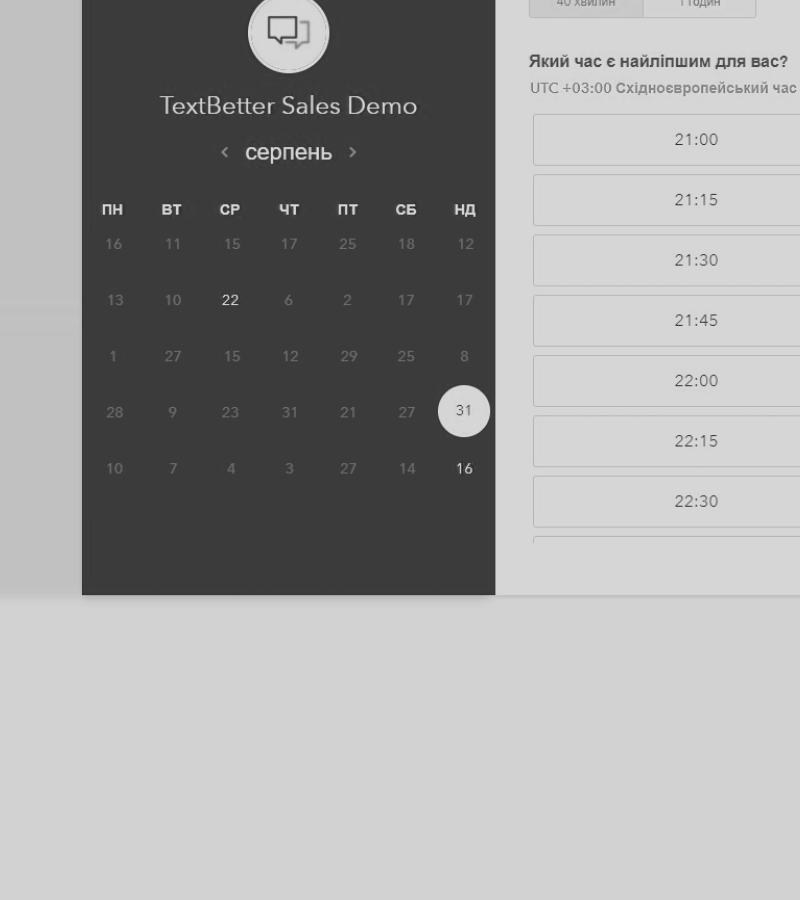 TextBetter Sales Demo
серпень
ПН ВТ СР ЧТ ПТ СБ НД
16 11 15 17 25 18 12
13 10 22 6 2 17 17
1 27 15 12 29 25 8
28 9 23 31 21 27 31
10 7 4 3 27 14 16
40 хвилин 1 годин
Який час є найліпшим для вас?
UTC +03:00 Східноєвропейський час
21:00
21:15
21:30
21:45
22:00
22:15
22:30